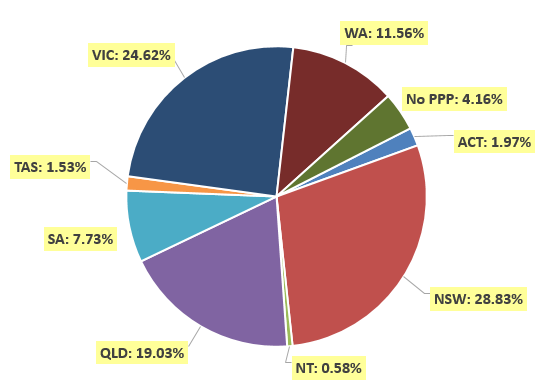 WA: 11.56%
VIC: 24.62%
No PPP: 4.16%
ACT: 1.97%
TAS: 1.53%
SA: 7.73%
NSW: 28.83%
QLD: 19.03%
NT: 0.58%